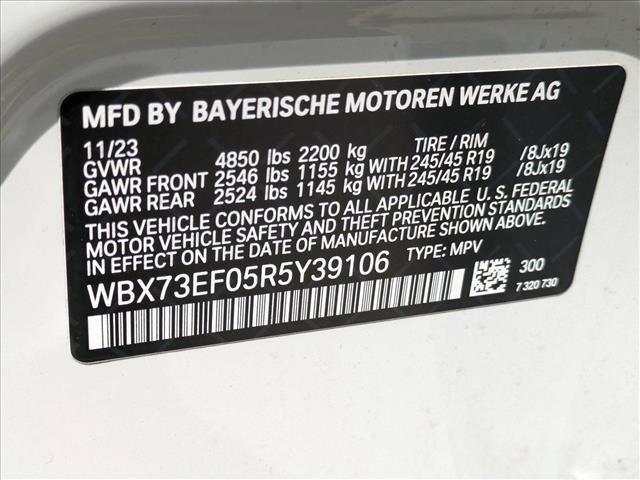 MFD BY BAYERISCHE MOTOREN WERKE AG
11/23 TIRE / RIM
GVWR 4850 lbs 2200 kg
GAWR FRONT 2546 lbs 1155 kg WITH 245/45 R19 /8Jx19
GAWR REAR 2524 lbs 1145 kg WITH 245/45 R19 /8Jx19
THIS VEHICLE CONFORMS TO ALL APPLICABLE U. S. FEDERAL
MOTOR VEHICLE SAFETY AND THEFT PREVENTION STANDARDS
IN EFFECT ON THE DATE OF MANUFACTURE SHOWN ABOVE.
WBX73EF05R5Y39106 TYPE: MPV
300
7 320 730